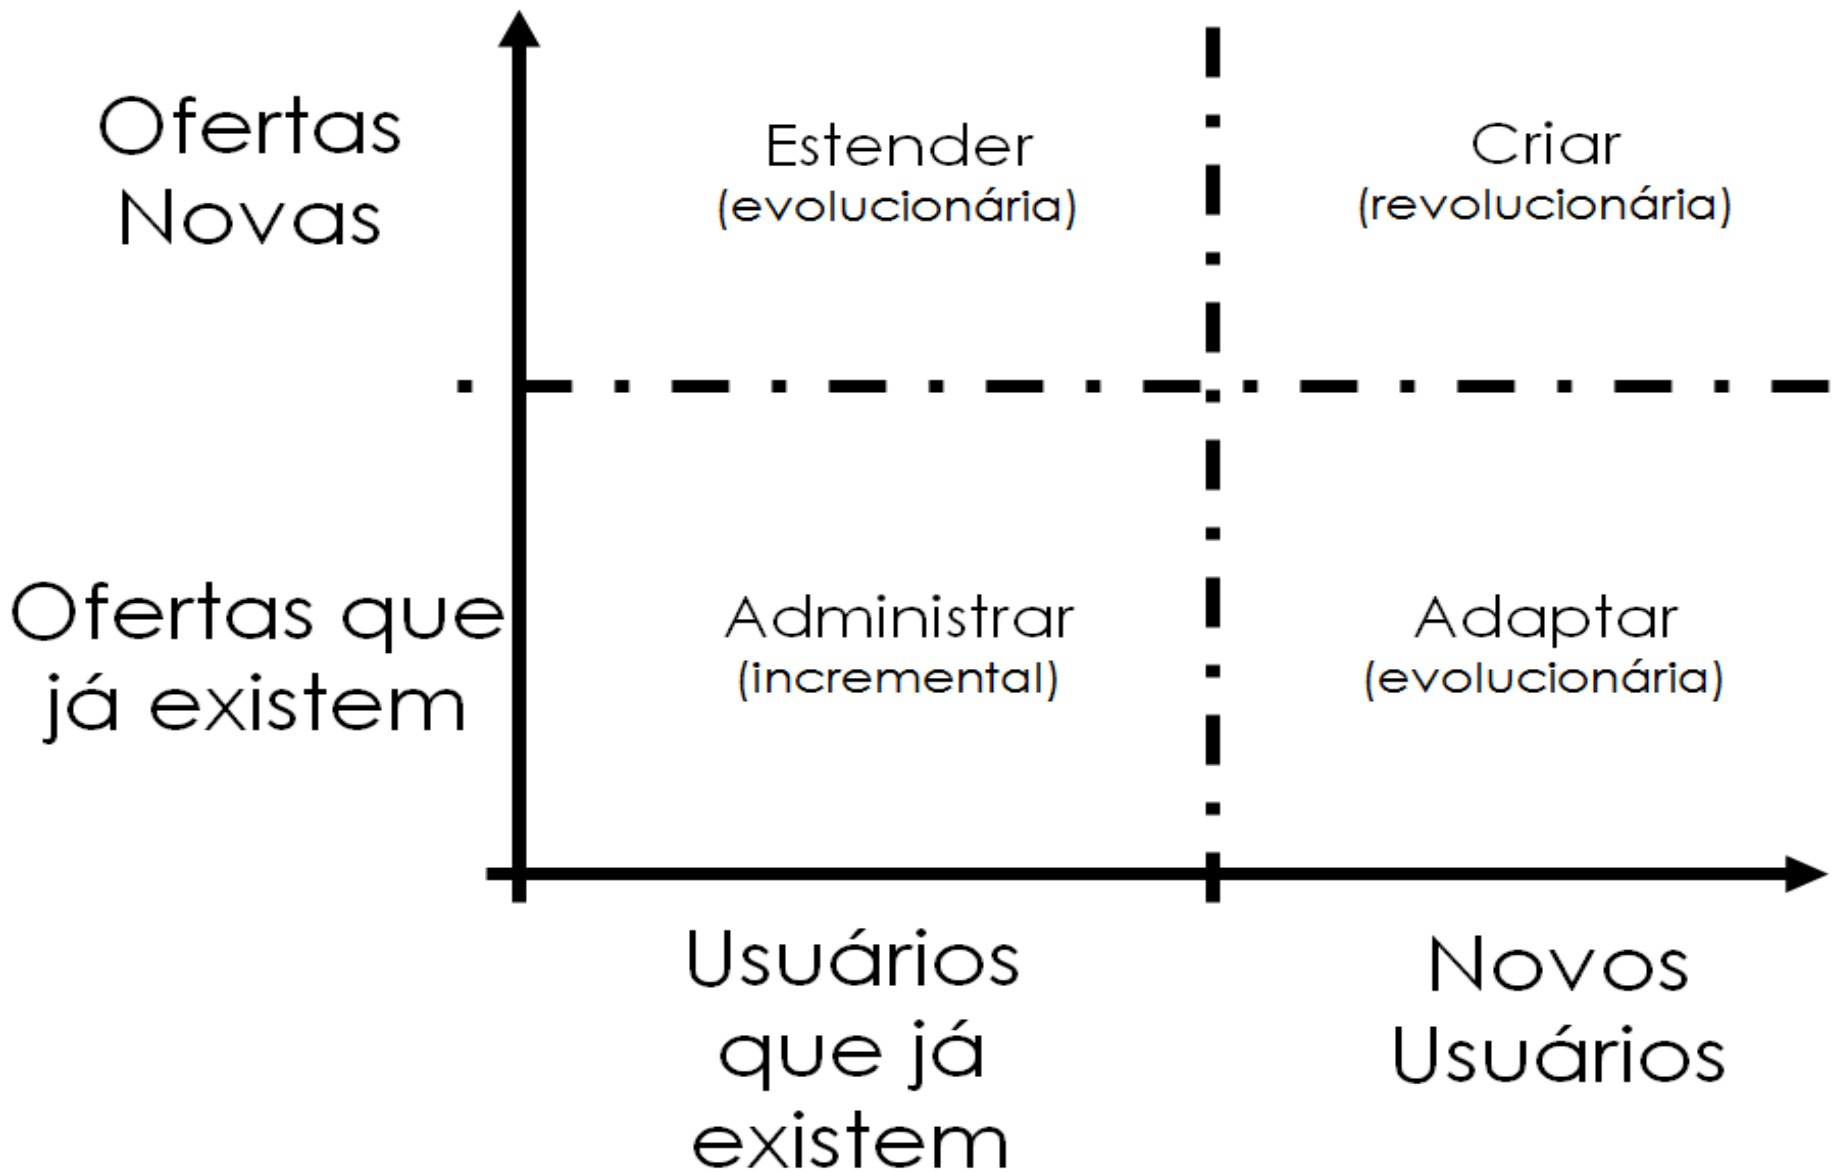 Ofertas
Novas
Estender
(evolucionária)
Criar
(revolucionária)
Ofertas que
já existem
Administrar
(incremental)
Adaptar
(evolucionária)
Usuários
que já
existem
Novos
Usuários